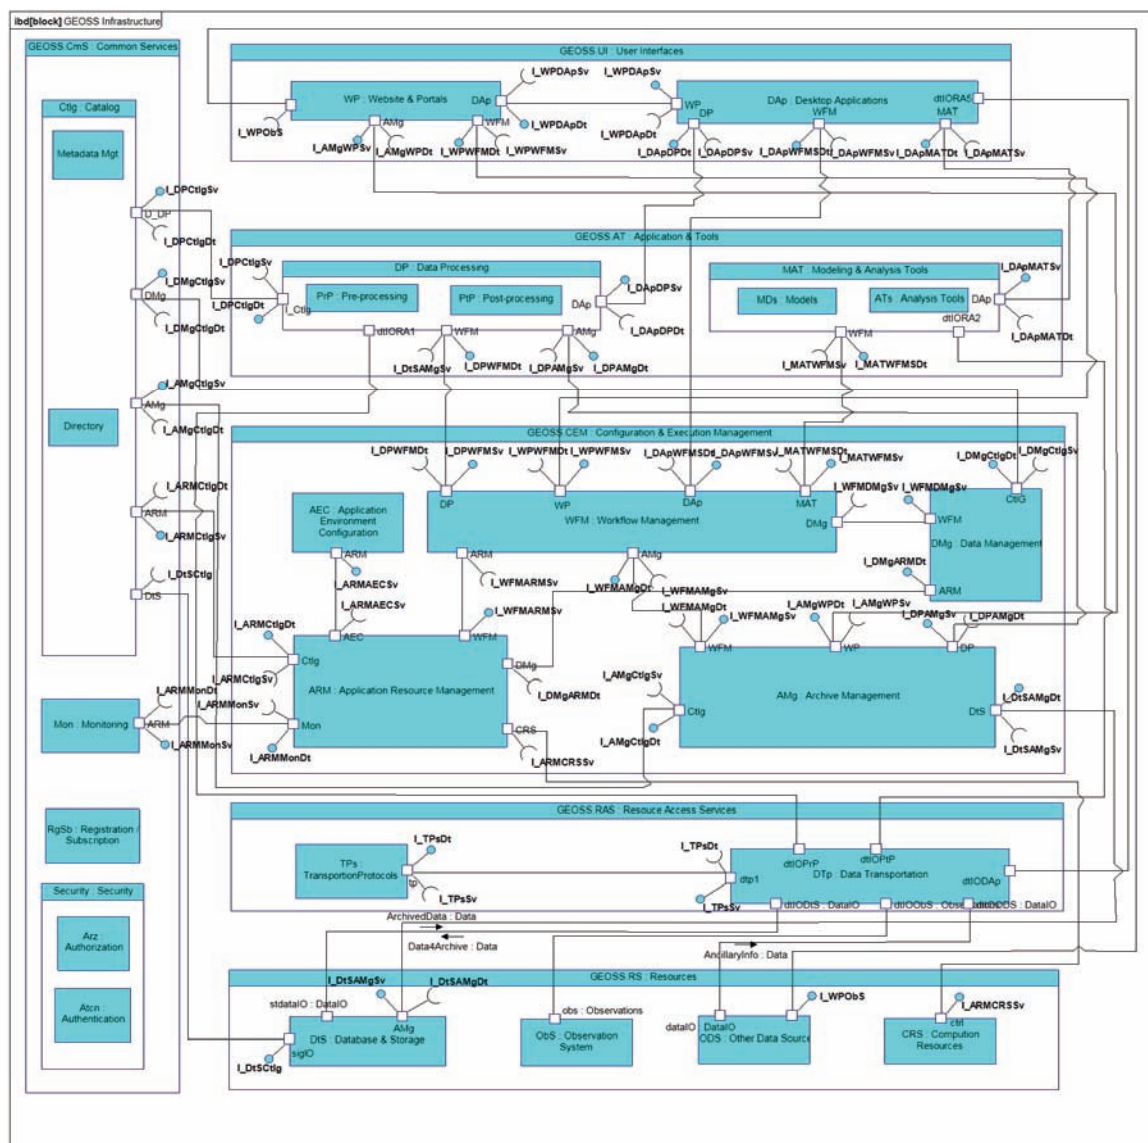 ibd[block] GEOSS Infrastructure
GEOSS.CmS : Common Services
Ctlg : Catalog
Metadata Mgt
I_DPCtlgSv
D_DP
I_DPCtlgDt
I_DMgCtlgSv
DMg
I_DMgCtlgDt
I_AMgCtlgSv
AMg
I_AMgCtlgDt
Directory
I_ARMCtlgDt
ARM
I_ARMCtlgSv
I_DtSCtlg
DtS
Mon : Monitoring
I_ARMMonDt
ARM
I_ARMMonSv
RgSb : Registration /
Subscription
Security : Security
Arz :
Authorization
Atcn :
Authentication
GEOSS.UI : User Interfaces
WP : Website & Portals
DAp
I_WPDApSv
I_WPDApDt
I_WPObS
AMg
WFM
I_AMgWPSv
I_AMgWPDt
I_WPWFMDt
I_WPWFMSv
I_WPDApSv
I_WPDApDt
WP
DP
DAp : Desktop Applications
WFM
dtIORA5
MAT
I_DApDPDt
I_DApDPSv
I_DApWFMSDt
I_DApWFMSv
I_DApMATDt
I_DApMATSv
GEOSS.AT : Application & Tools
DP : Data Processing
PrP : Pre-processing
PtP : Post-processing
I_DPCtlgSv
I_DPCtlgDt
I_Ctlg
DAp
I_DApDPSv
I_DApDPDt
dtIORA1
WFM
AMg
I_DtSAMgSv
I_DPWFMDt
I_DPAMgSv
I_DPAMgDt
MAT : Modeling & Analysis Tools
MDs : Models
ATs : Analysis Tools
DAp
I_DApMATSv
I_DApMATDt
dtIORA2
WFM
I_MATWFMSv
I_MATWFMSDt
GEOSS.CEM : Configuration & Execution Management
I_DPWFMDt
I_DPWFMSv
I_WPWFMDt
I_WPWFMSv
I_DApWFMSDt
I_DApWFMSv
I_MATWFMSDt
I_MATWFMSv
I_DMgCtlgDt
I_DMgCtlgSv
DP
WP
DAp
MAT
CtlG
WFM : Workflow Management
DMg
I_WFMDMgSv
I_WFMDMgSv
WFM
DMg : Data Management
I_DMgARMDt
ARM
AEC : Application
Environment
Configuration
ARM
I_ARMAECSv
I_ARMAECSv
AEC
ARM
I_WFMARMSv
I_WFMARMSv
WFM
AMg
I_WFMAMgDt
I_WFMAMgSv
I_WFMAMgDt
I_WFMAMgSv
WFM
I_AMgWPDt
I_AMgWPSv
WP
I_DPAMgSv
I_DPAMgDt
DP
I_ARMCtlgDt
Ctlg
I_ARMCtlgSv
ARM : Application Resource Management
I_ARMMonSv
Mon
I_ARMMonDt
DMg
I_DMgARMDt
CRS
I_ARMCRSSv
AMg : Archive Management
I_AMgCtlgSv
Ctlg
I_AMgCtlgDt
DtS
I_DtSAMgDt
I_DtSAMgSv
GEOSS RAS : Resouce Access Services
TPs :
TransportionProtocols
I_TPsDt
tp
I_TPsSv
I_TPsDt
dtp1
I_TPsSv
dtIOPrP
dtIOPtP
DTp : Data Transportation
dtIODAp
dtIODtS : DataIO
ArchivedData : Data
Data4Archive : Data
AncillaryInfo : Data
GEOSS RS : Resources
stdataIO : DataIO
I_DtSAMgSv
I_DtSAMgDt
AMg
DtS : Database & Storage
sigIO
I_DtSCtlg
obs : Observations
ObS : Observation
System
dataIO : DataIO
I_WPObS
ODS : Other Data Source
I_ARMCRSSv
ctrl
CRS : Compution
Resources